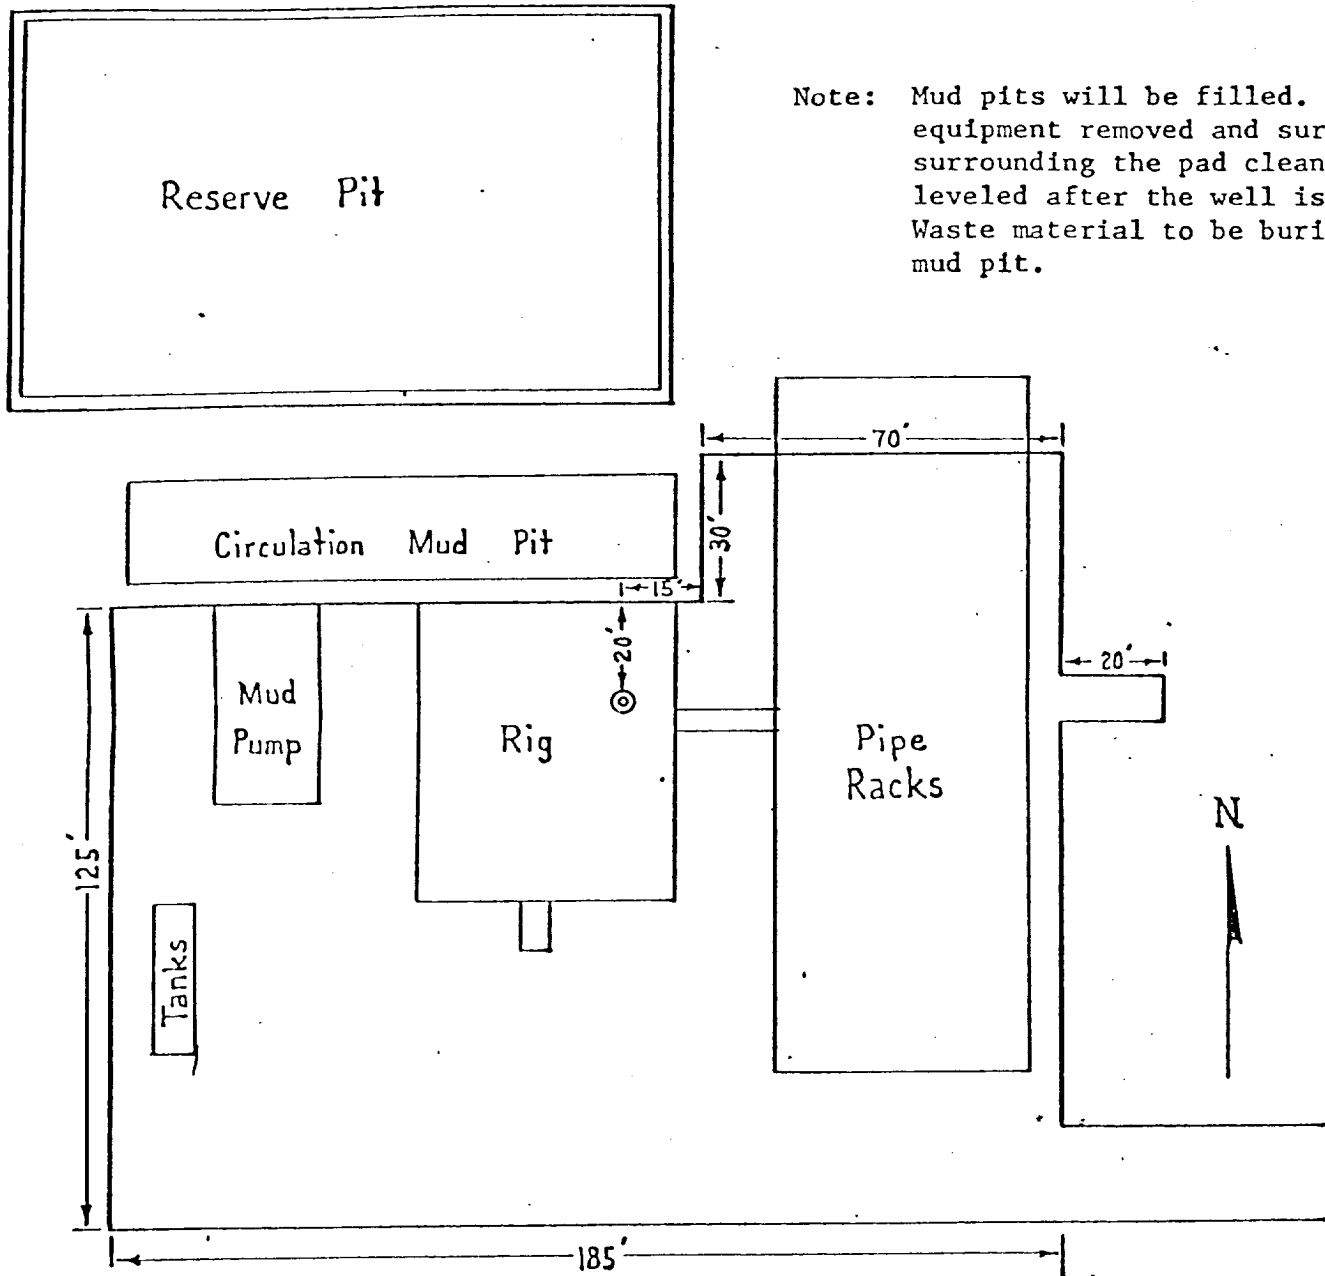 Note: Mud pits will be filled.
equipment removed and sur
surrounding the pad clean
leveled after the well is
Waste material to be buri
mud pit.
Reserve Pit
70'
30'
Circulation Mud Pit
15'
20'
20'
Mud
Pump
Rig
Pipe
Racks
N
125'
Tanks
185'